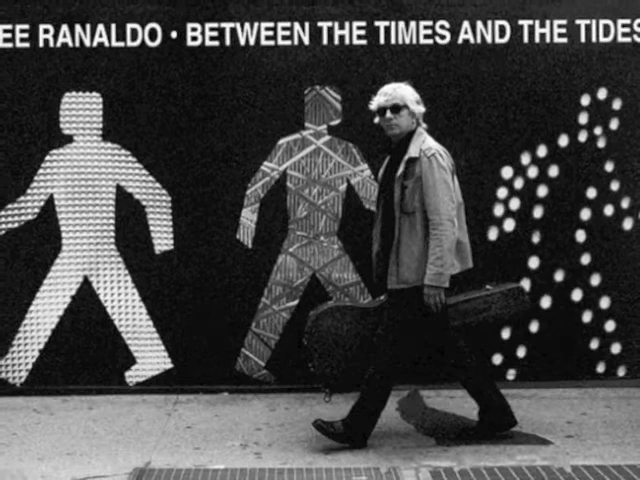 EE RANALDO · BETWEEN THE TIMES AND THE TIDES